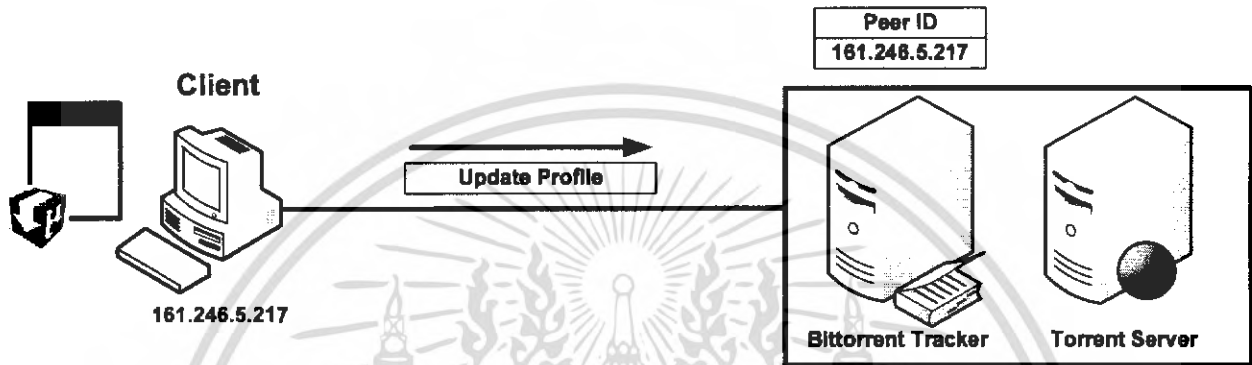 Peer ID
161.246.5.217
Client
Update Profile
161.246.5.217
Bittorrent Tracker
Torrent Server